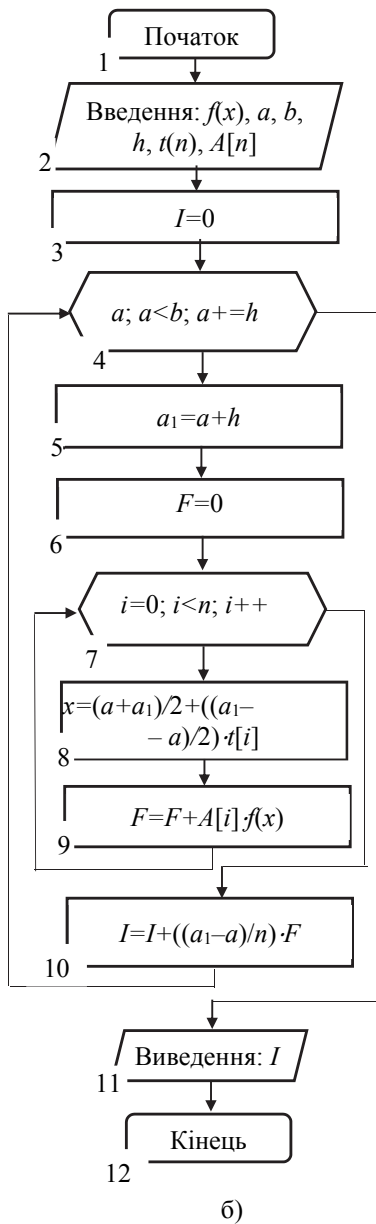 Початок
1
Введення: f(x), a, b,
h, t(n), A[n]
2
I=0
3
a; a<b; a+=h
4
a₁=a+h
5
F=0
6
i=0; i<n; i++
7
x=(a+a₁)/2+((a₁–
– a)/2)·t[i]
8
F=F+A[i]·f(x)
9
I=I+((a₁–a)/n)·F
10
Виведення: I
11
Кінець
12
б)